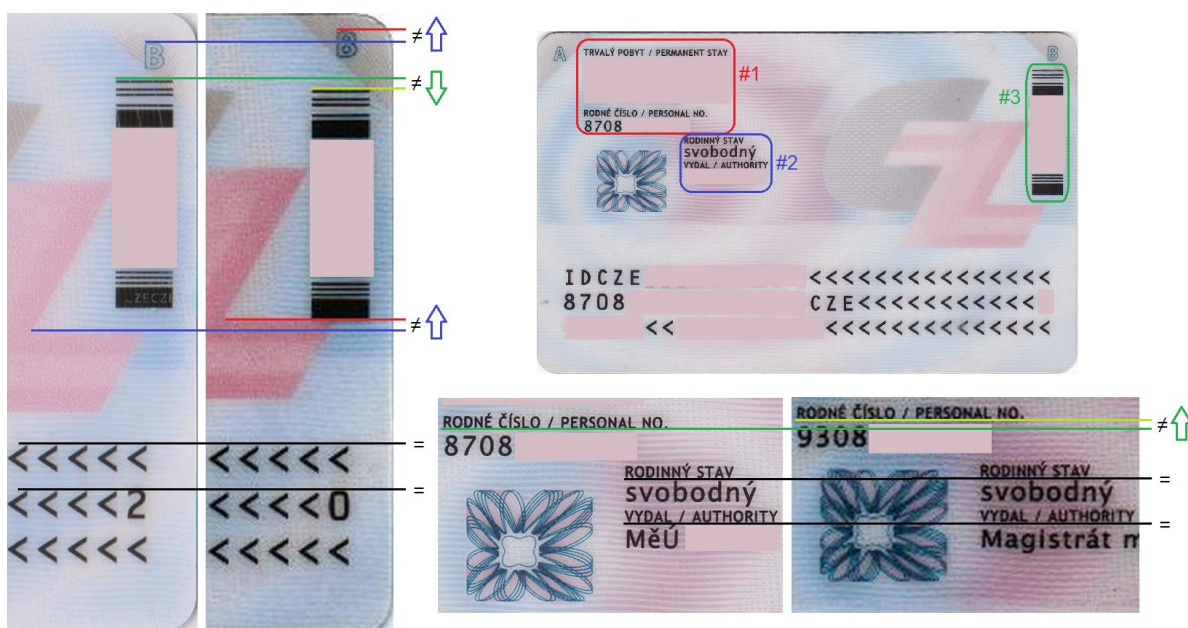 B
≠
≠
≠
=
=
<<<<<
<<<<2
<<<<<
B
<<<<<
<<<<0
<<<<<
A
TRVALÝ POBYT / PERMANENT STAY
#1
RODNÉ ČÍSLO / PERSONAL NO.
8708
RODINNÝ STAV
svobodný
VYDAL / AUTHORITY
#2
B
#3
CZ
IDCZE <<<<<<<<<<<<<<<
8708 CZE<<<<<<<<<<<<
<< <<<<<<<<<<<<<<
RODNÉ ČÍSLO / PERSONAL NO.
8708
RODINNÝ STAV
svobodný
VYDAL / AUTHORITY
MěÚ
RODNÉ ČÍSLO / PERSONAL NO.
9308
RODINNÝ STAV
svobodný
VYDAL / AUTHORITY
Magistrát m
≠
=
=